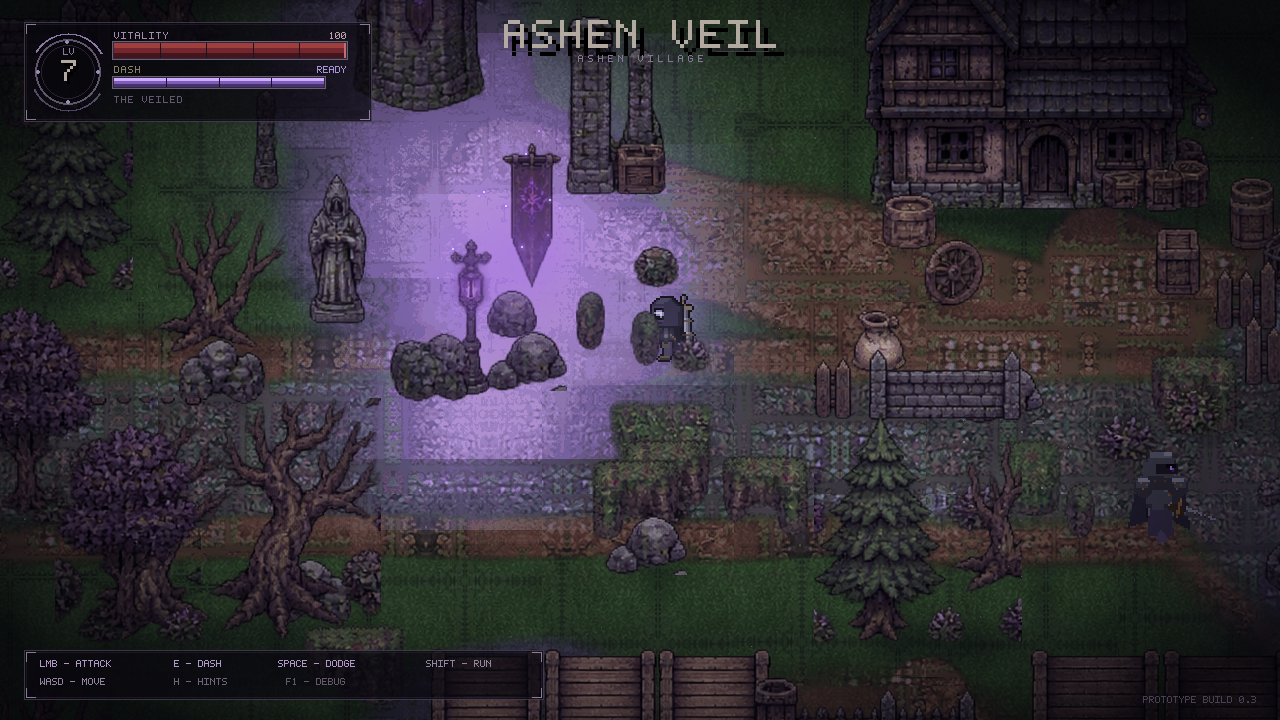 ASHEN VEIL
ASHEN VILLAGE
VITALITY 100
LV
7
DASH READY
THE VEILED
LMB - ATTACK E - DASH SPACE - DODGE SHIFT - RUN
WASD - MOVE H - HINTS F1 - DEBUG
PROTOTYPE BUILD 0.3